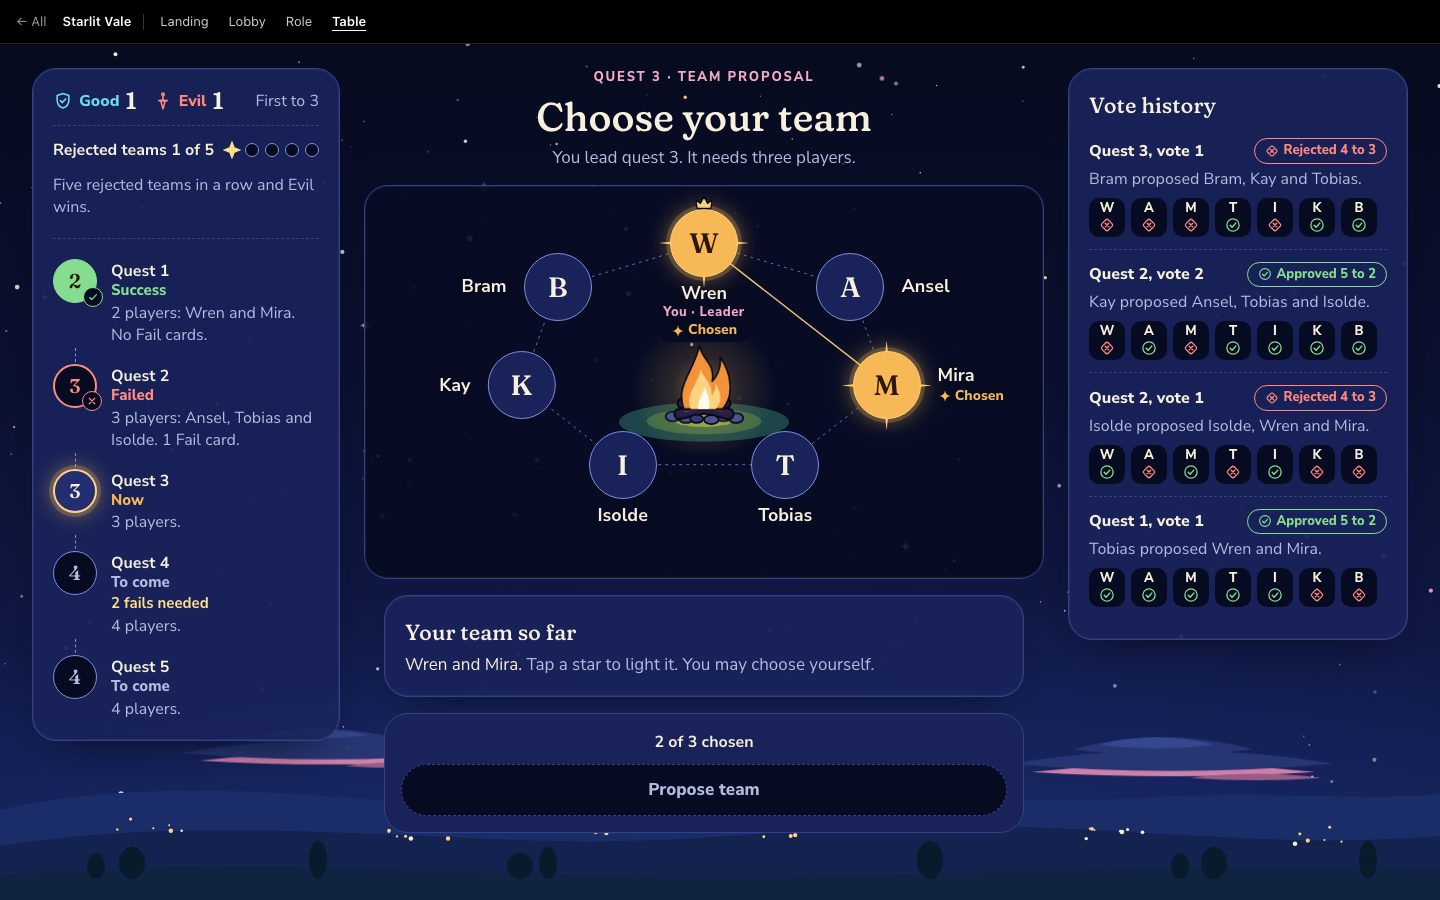 ← All Starlit Vale Landing Lobby Role Table
Good 1 Evil 1 First to 3
Rejected teams 1 of 5
Five rejected teams in a row and Evil
wins.
2 Quest 1
Success
2 players: Wren and Mira.
No Fail cards.
3 Quest 2
Failed
3 players: Ansel, Tobias and
Isolde. 1 Fail card.
3 Quest 3
Now
3 players.
4 Quest 4
To come
2 fails needed
4 players.
4 Quest 5
To come
4 players.
QUEST 3 · TEAM PROPOSAL
Choose your team
You lead quest 3. It needs three players.
W
Wren
You · Leader
Chosen
Bram B
A Ansel
Kay K
M Mira
Chosen
I
Isolde
T
Tobias
Your team so far
Wren and Mira. Tap a star to light it. You may choose yourself.
2 of 3 chosen
Propose team
Vote history
Quest 3, vote 1 Rejected 4 to 3
Bram proposed Bram, Kay and Tobias.
W A M T I K B
Quest 2, vote 2 Approved 5 to 2
Kay proposed Ansel, Tobias and Isolde.
W A M T I K B
Quest 2, vote 1 Rejected 4 to 3
Isolde proposed Isolde, Wren and Mira.
W A M T I K B
Quest 1, vote 1 Approved 5 to 2
Tobias proposed Wren and Mira.
W A M T I K B